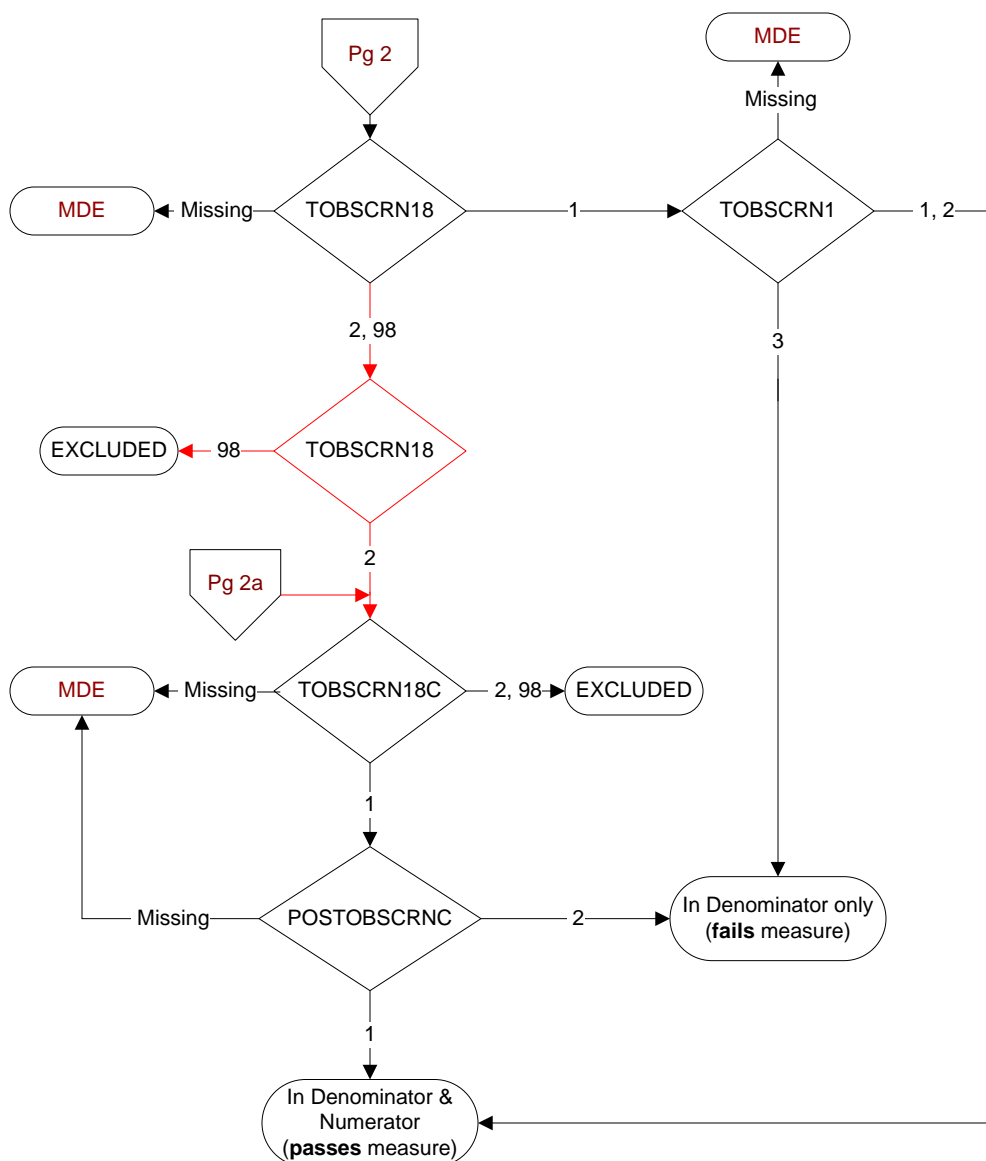 MDE
Pg 2
Missing
MDE
Missing
TOBSCRN18
1
TOBSCRN1
1, 2
2, 98
3
EXCLUDED
98
TOBSCRN18
2
Pg 2a
MDE
Missing
TOBSCRN18C
2, 98
EXCLUDED
1
Missing
POSTOBSCRNC
2
In Denominator only
(fails measure)
1
In Denominator &
Numerator
(passes measure)